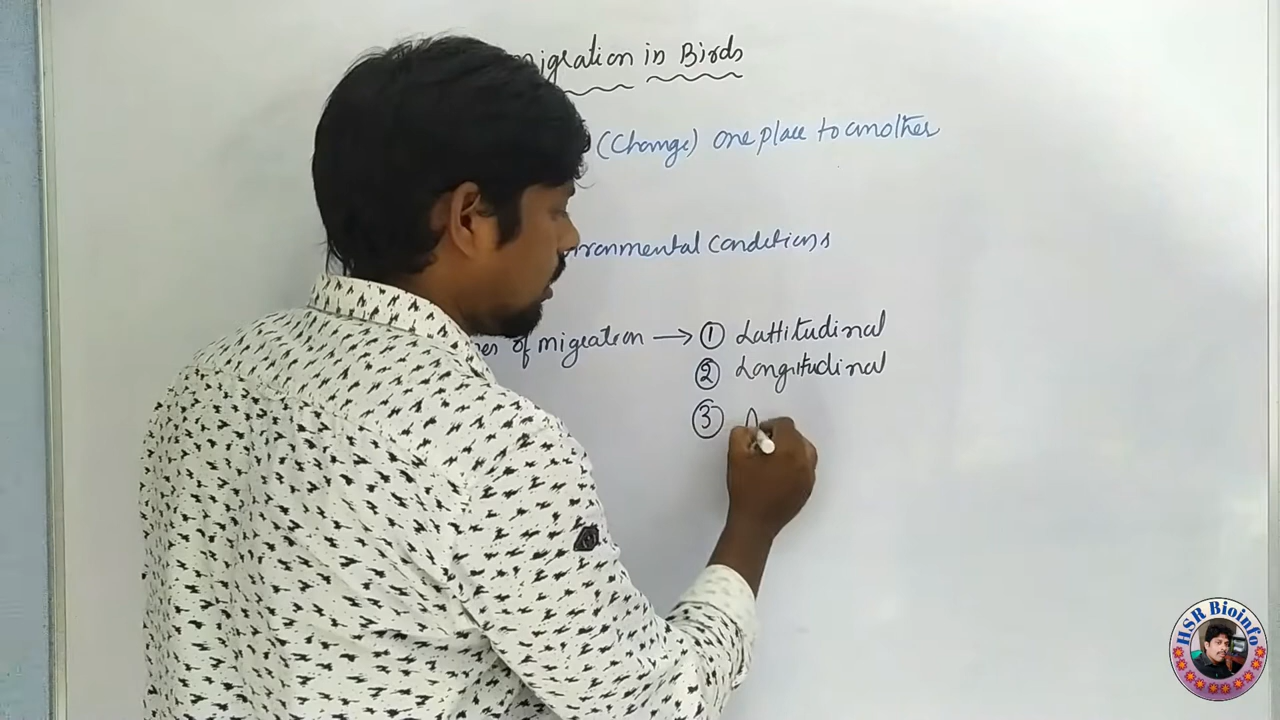 migration in Birds
(Change) one place to another
ironmental Conditions
es of migration → ① Lattitudinal
② Longitudinal
③ A
HSR Bioinfo